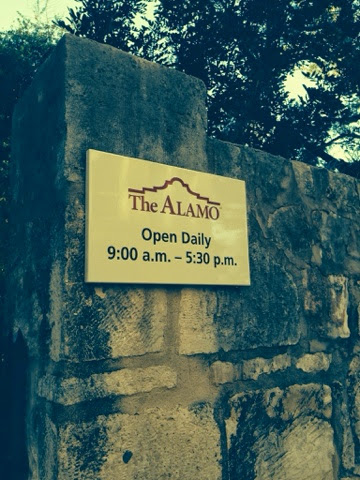 The ALAMO
Open Daily
9:00 a.m. – 5:30 p.m.